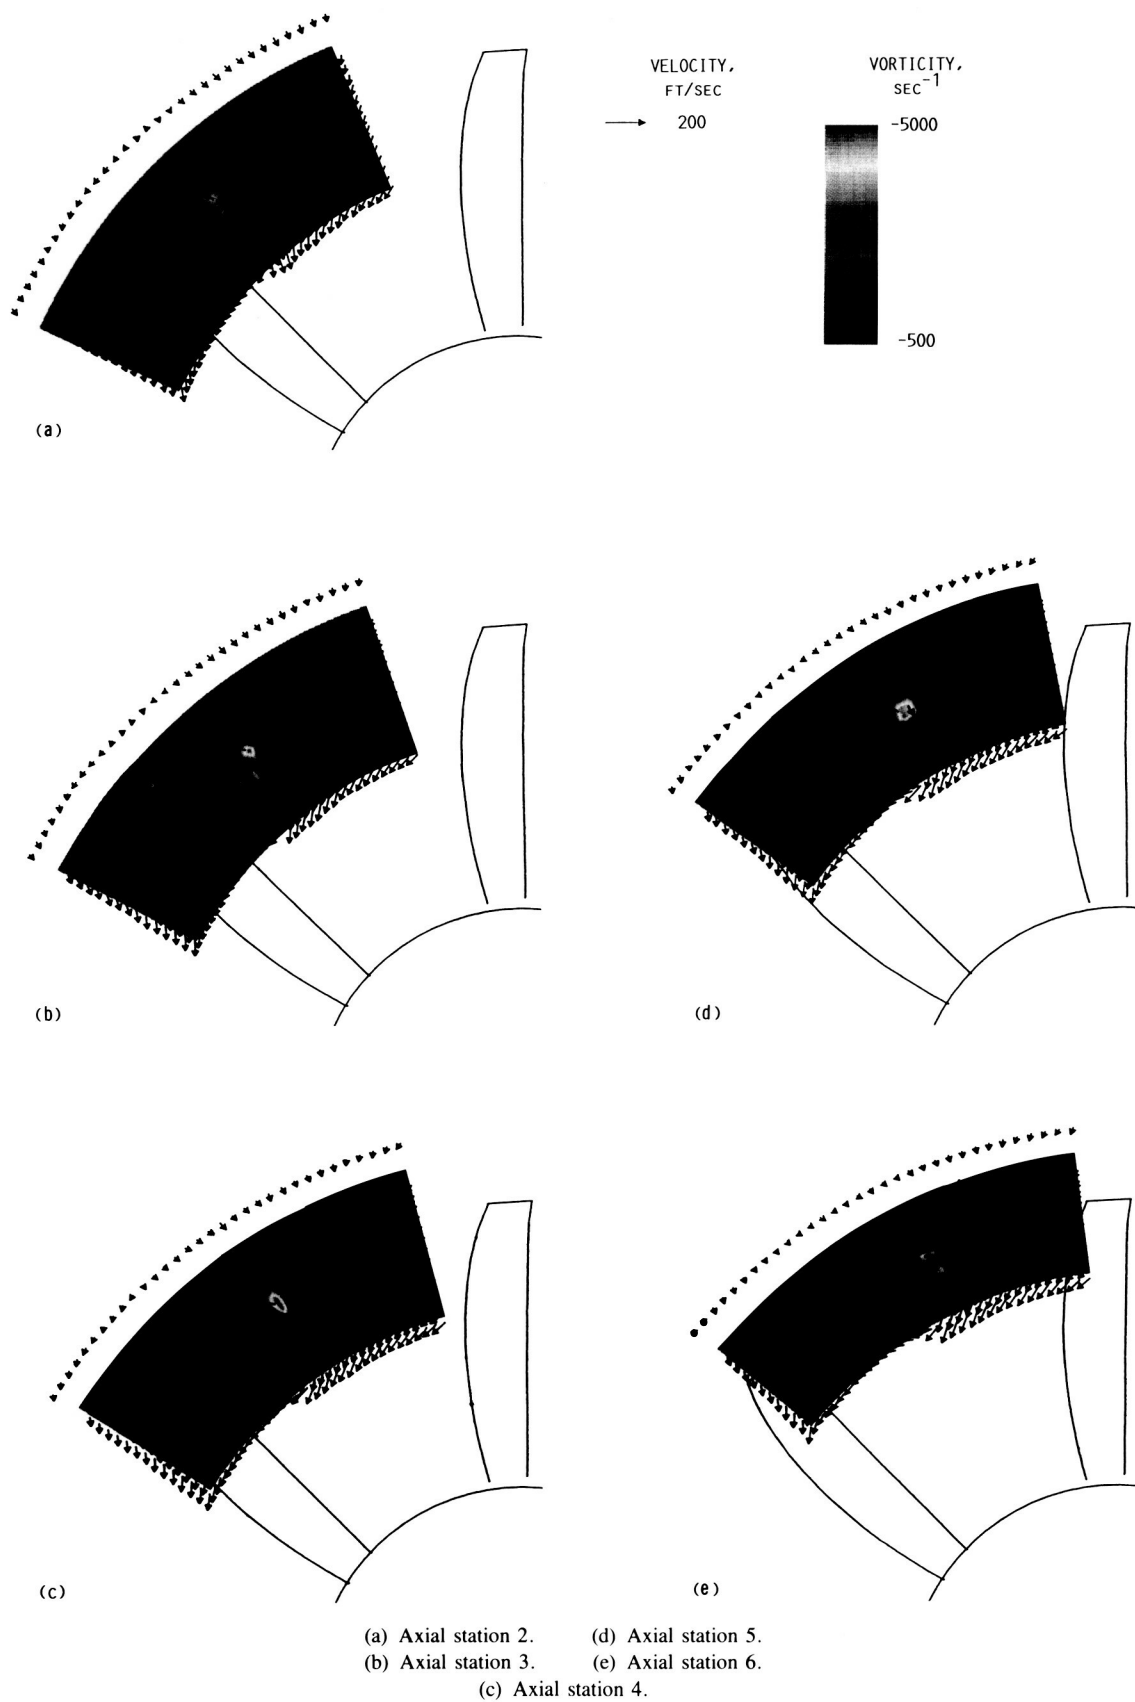 VELOCITY,
FT/SEC
200
VORTICITY,
SEC-1
-5000
-500
(a)
(b)
(d)
(c)
(e)
(a) Axial station 2. (d) Axial station 5.
(b) Axial station 3. (e) Axial station 6.
(c) Axial station 4.